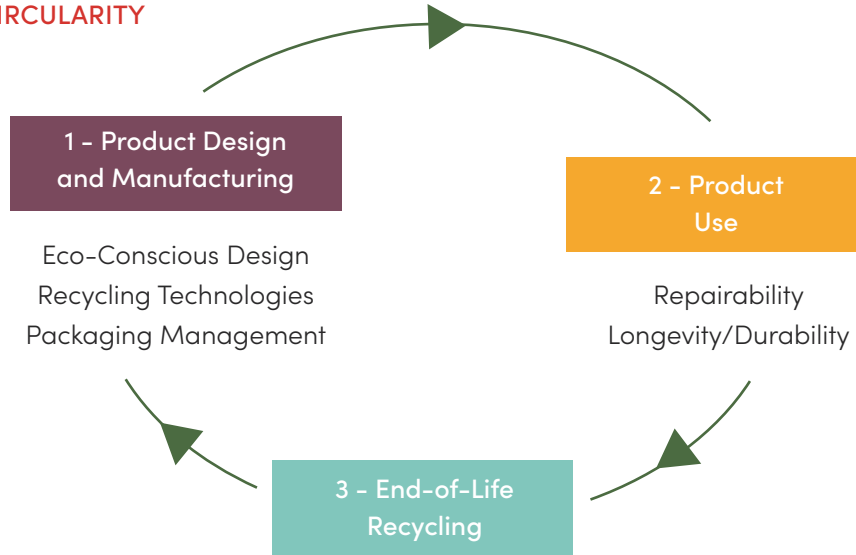 IRCULARITY
1 - Product Design
and Manufacturing
Eco-Conscious Design
Recycling Technologies
Packaging Management
2 - Product
Use
Repairability
Longevity/Durability
3 - End-of-Life
Recycling